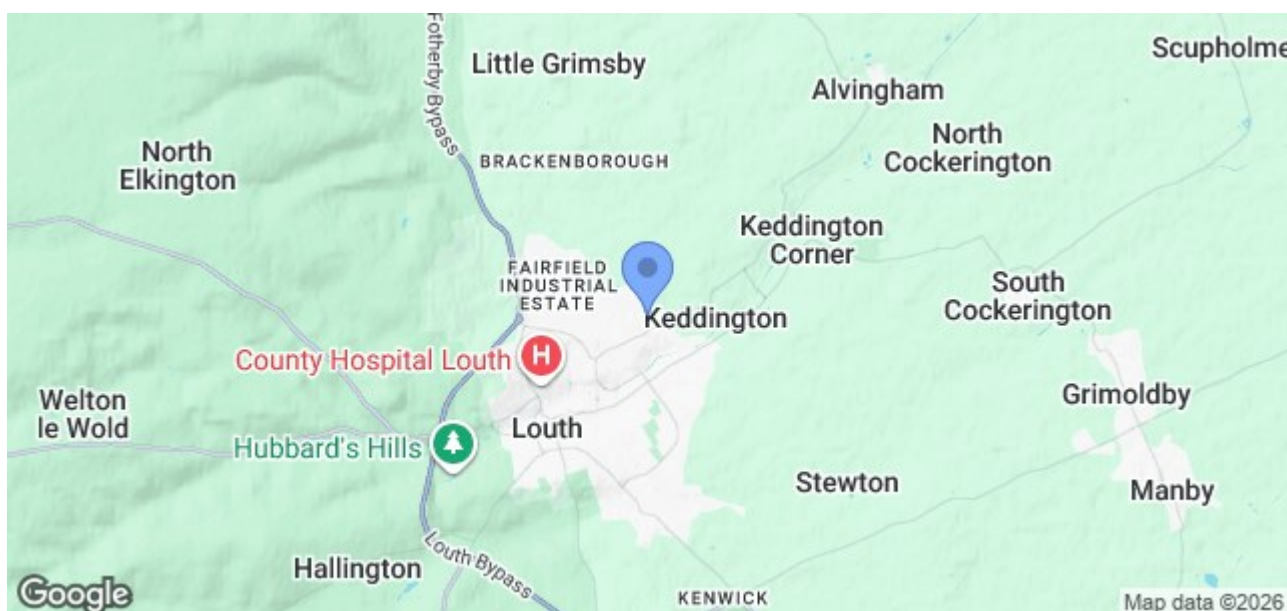 Fotherby Bypass
Little Grimsby
Scupholme
Alvingham
North
Cockerington
North
Elkington
BRACKENBOROUGH
Keddington
Corner
FAIRFIELD
INDUSTRIAL
ESTATE
South
Cockerington
Keddington
County Hospital Louth
H
Welton
le Wold
Grimoldby
Louth
Hubbard's Hills
Stewton
Manby
Louth Bypass
Hallington
KENWICK
Google
Map data ©2026